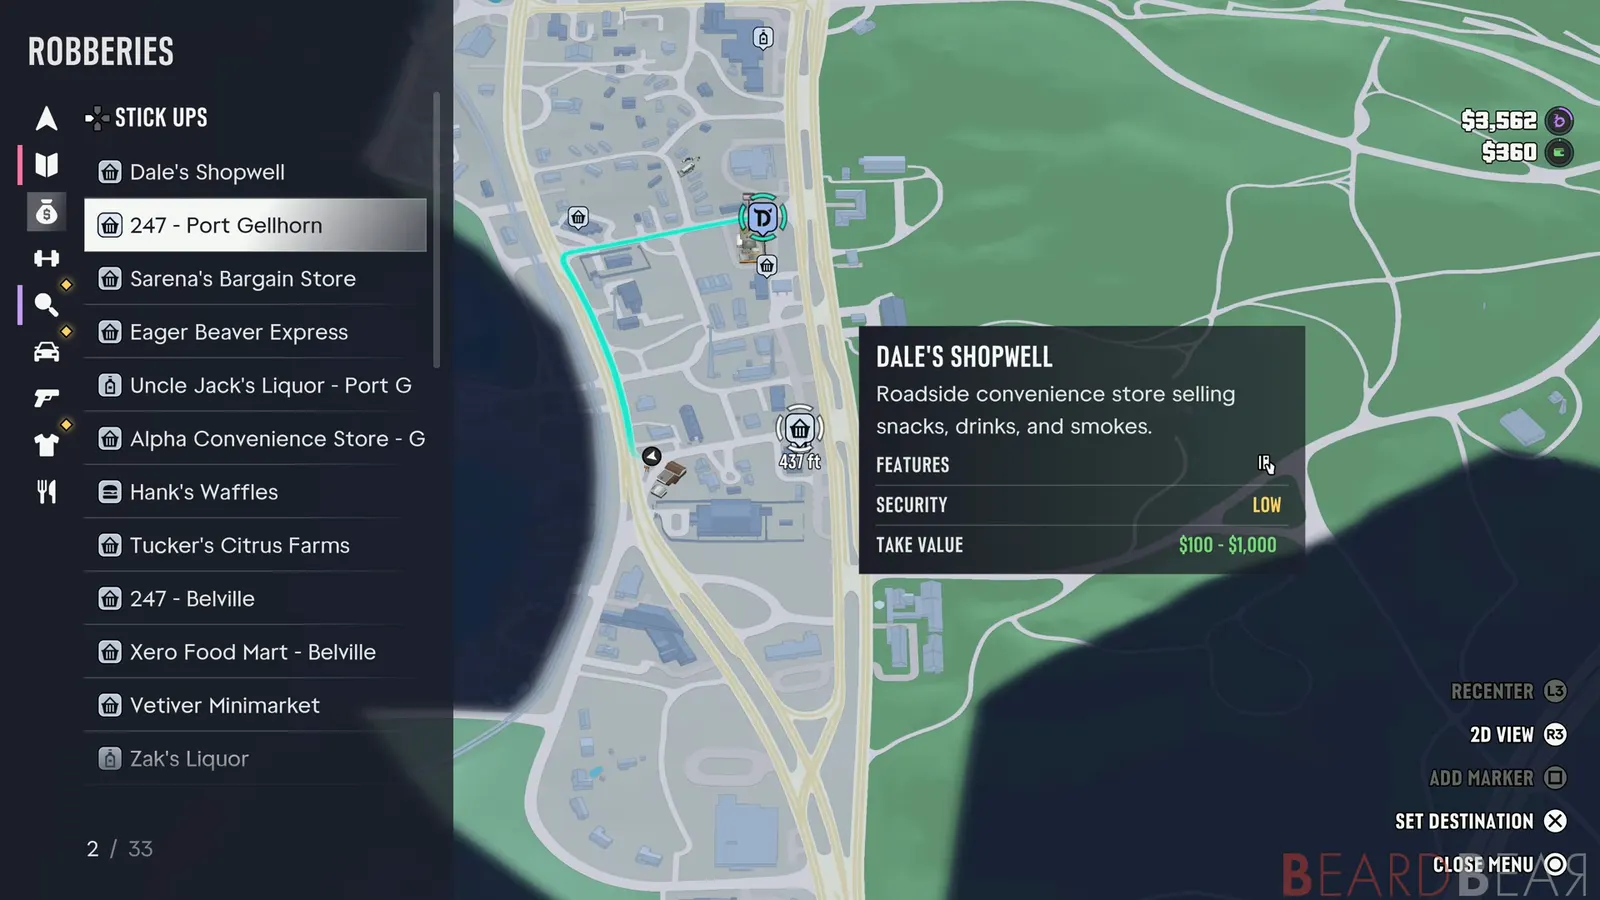 ROBBERIES
STICK UPS
Dale's Shopwell
247 - Port Gellhorn
Sarena's Bargain Store
Eager Beaver Express
Uncle Jack's Liquor - Port G
Alpha Convenience Store - G
Hank's Waffles
Tucker's Citrus Farms
247 - Belville
Xero Food Mart - Belville
Vetiver Minimarket
Zak's Liquor
2 / 33
437 ft
DALE'S SHOPWELL
Roadside convenience store selling
snacks, drinks, and smokes.
FEATURES
SECURITY LOW
TAKE VALUE $100 - $1,000
$3,562
$360
RECENTER L3
2D VIEW R3
ADD MARKER
SET DESTINATION
CLOSE MENU
BEARDBEAR